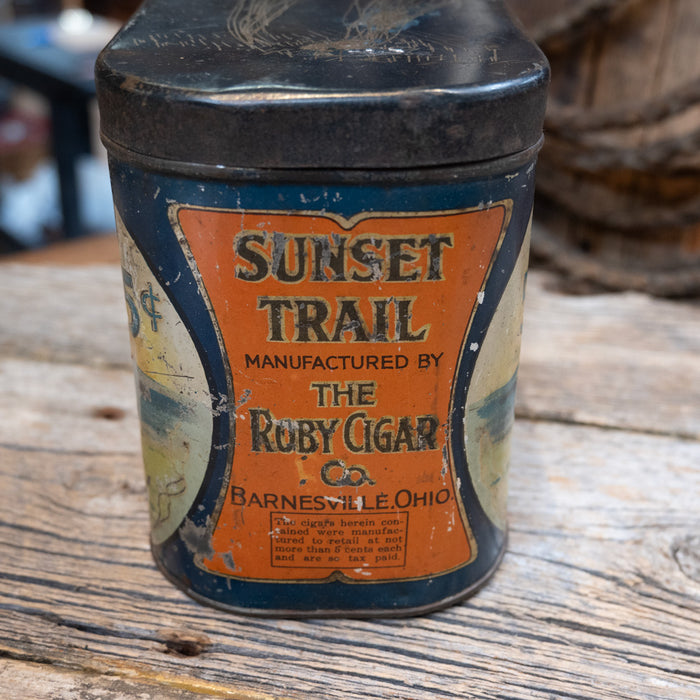 5¢
SUNSET
TRAIL
MANUFACTURED BY
THE
ROBY CIGAR
Co.
BARNESVILLE, OHIO.
The cigars herein con-
tained were manufac-
tured to retail at not
more than 5 cents each
and are so tax paid.